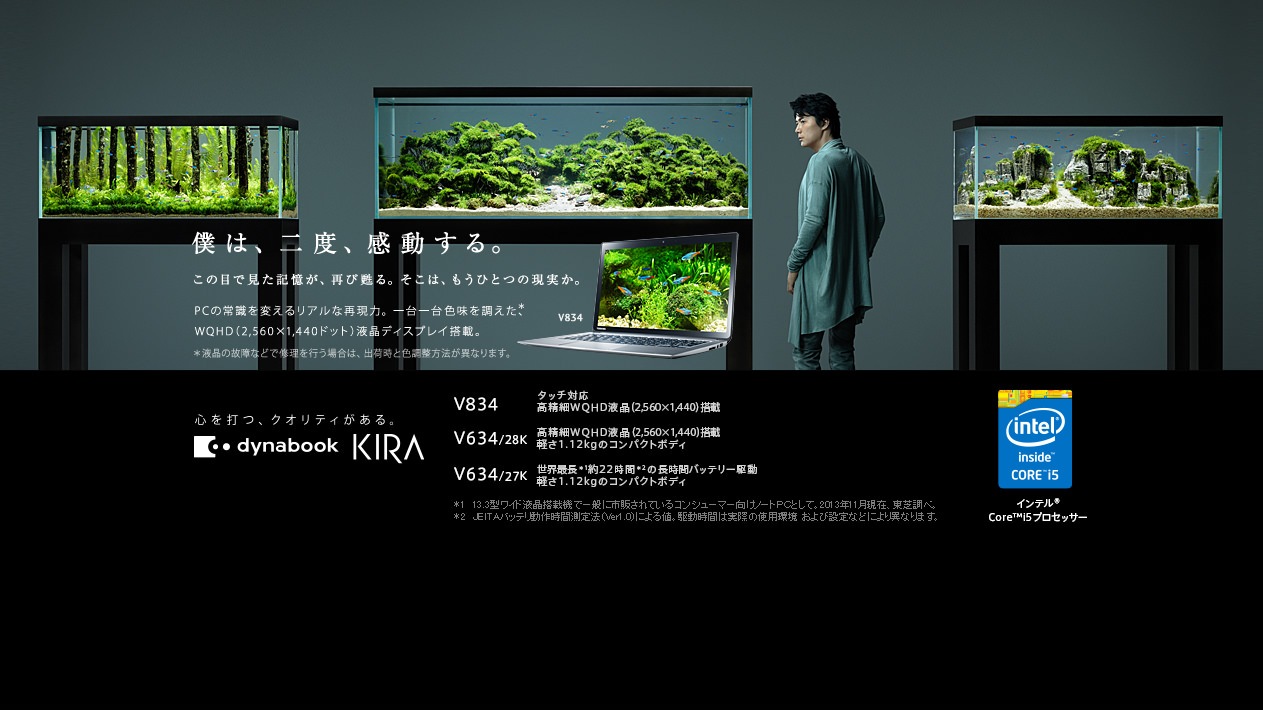 僕は、二度、感動する。
この目で見た記憶が、再び甦る。そこは、もうひとつの現実か。
PCの常識を変えるリアルな再現力。一台一台色味を調えた*、
WQHD(2,560×1,440ドット)液晶ディスプレイ搭載。
*液晶の故障などで修理を行う場合は、出荷時と色調整方法が異なります。
V834
TOSHIBA
心を打つ、クオリティがある。
dynabook KIRA
V834
タッチ対応
高精細WQHD液晶(2,560×1,440)搭載
V634/28K
高精細WQHD液晶(2,560×1,440)搭載
軽さ1.12kgのコンパクトボディ
V634/27K
世界最長*1約22時間*2の長時間バッテリー駆動
軽さ1.12kgのコンパクトボディ
*1 13.3型ワイド液晶搭載機で一般に市販されているコンシューマー向けノートPCとして。2013年11月現在、東芝調べ。
*2 JEITAバッテリ動作時間測定法(Ver1.0)による値。駆動時間は実際の使用環境 および設定などにより異なります。
intel
inside™
CORE™ i5
インテル®
Core™i5プロセッサー